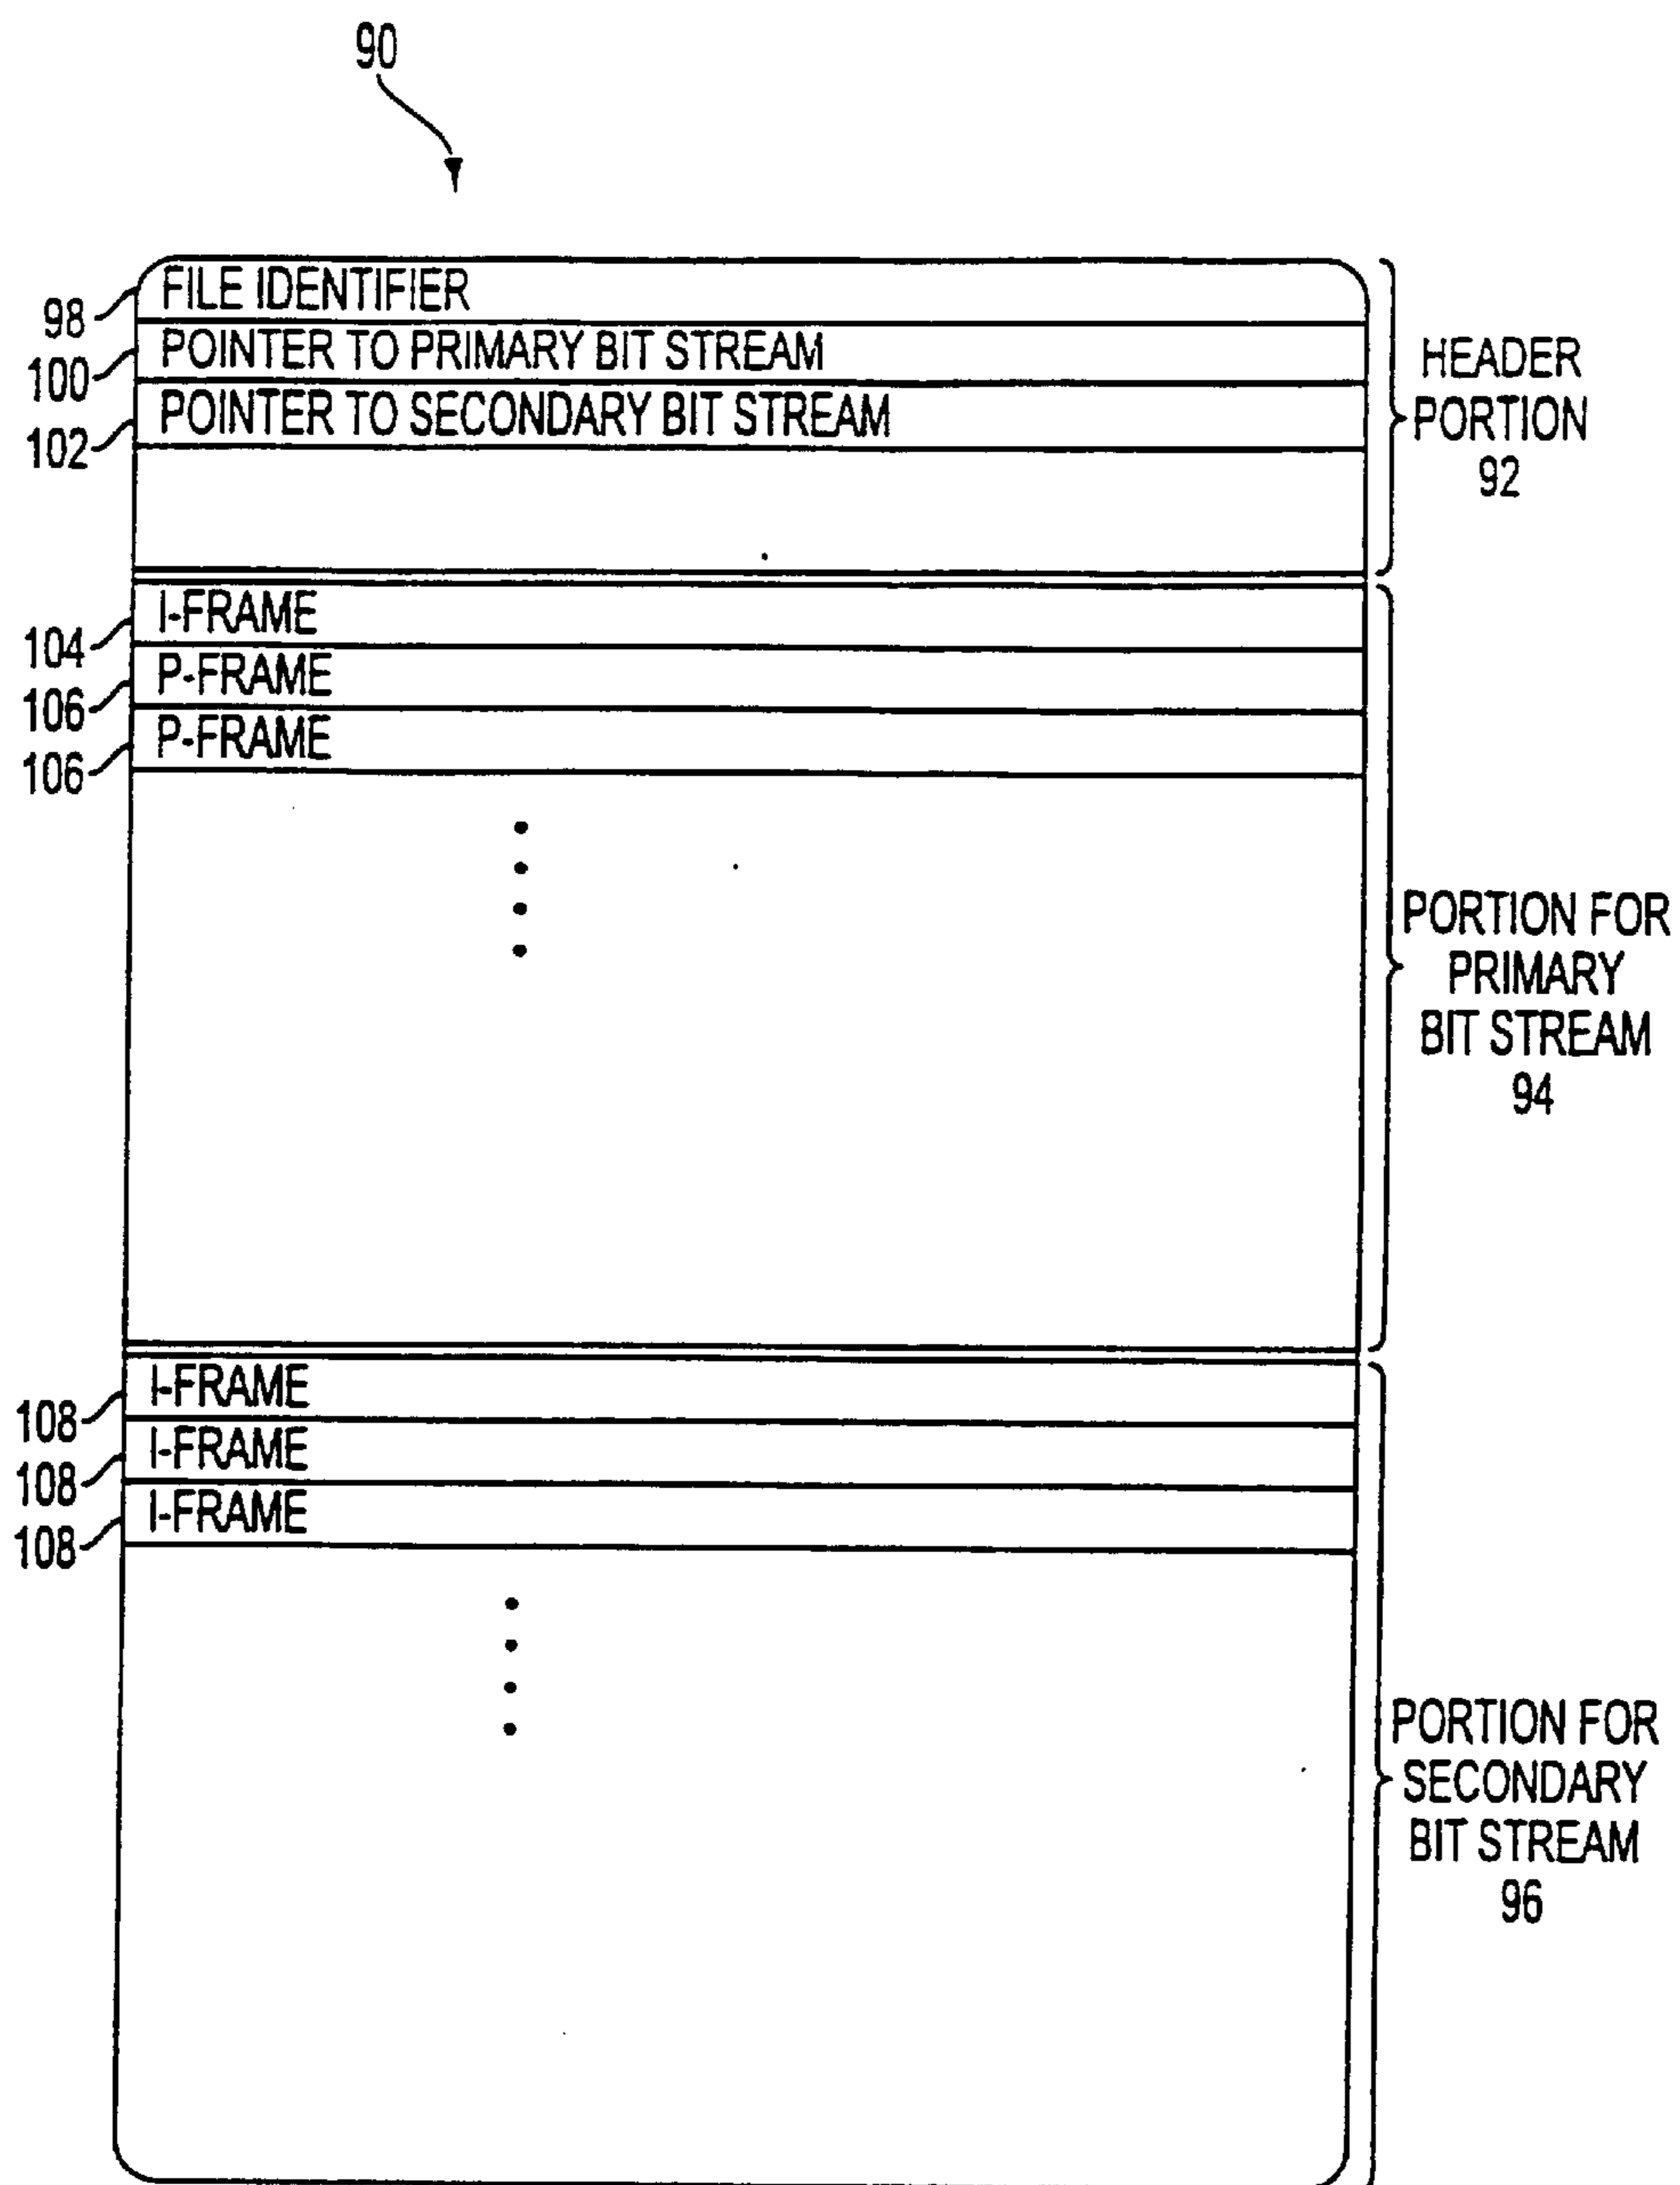 90
98 FILE IDENTIFIER
100 POINTER TO PRIMARY BIT STREAM
102 POINTER TO SECONDARY BIT STREAM
HEADER
PORTION
92
104 I-FRAME
106 P-FRAME
106 P-FRAME
PORTION FOR
PRIMARY
BIT STREAM
94
108 I-FRAME
108 I-FRAME
108 I-FRAME
PORTION FOR
SECONDARY
BIT STREAM
96